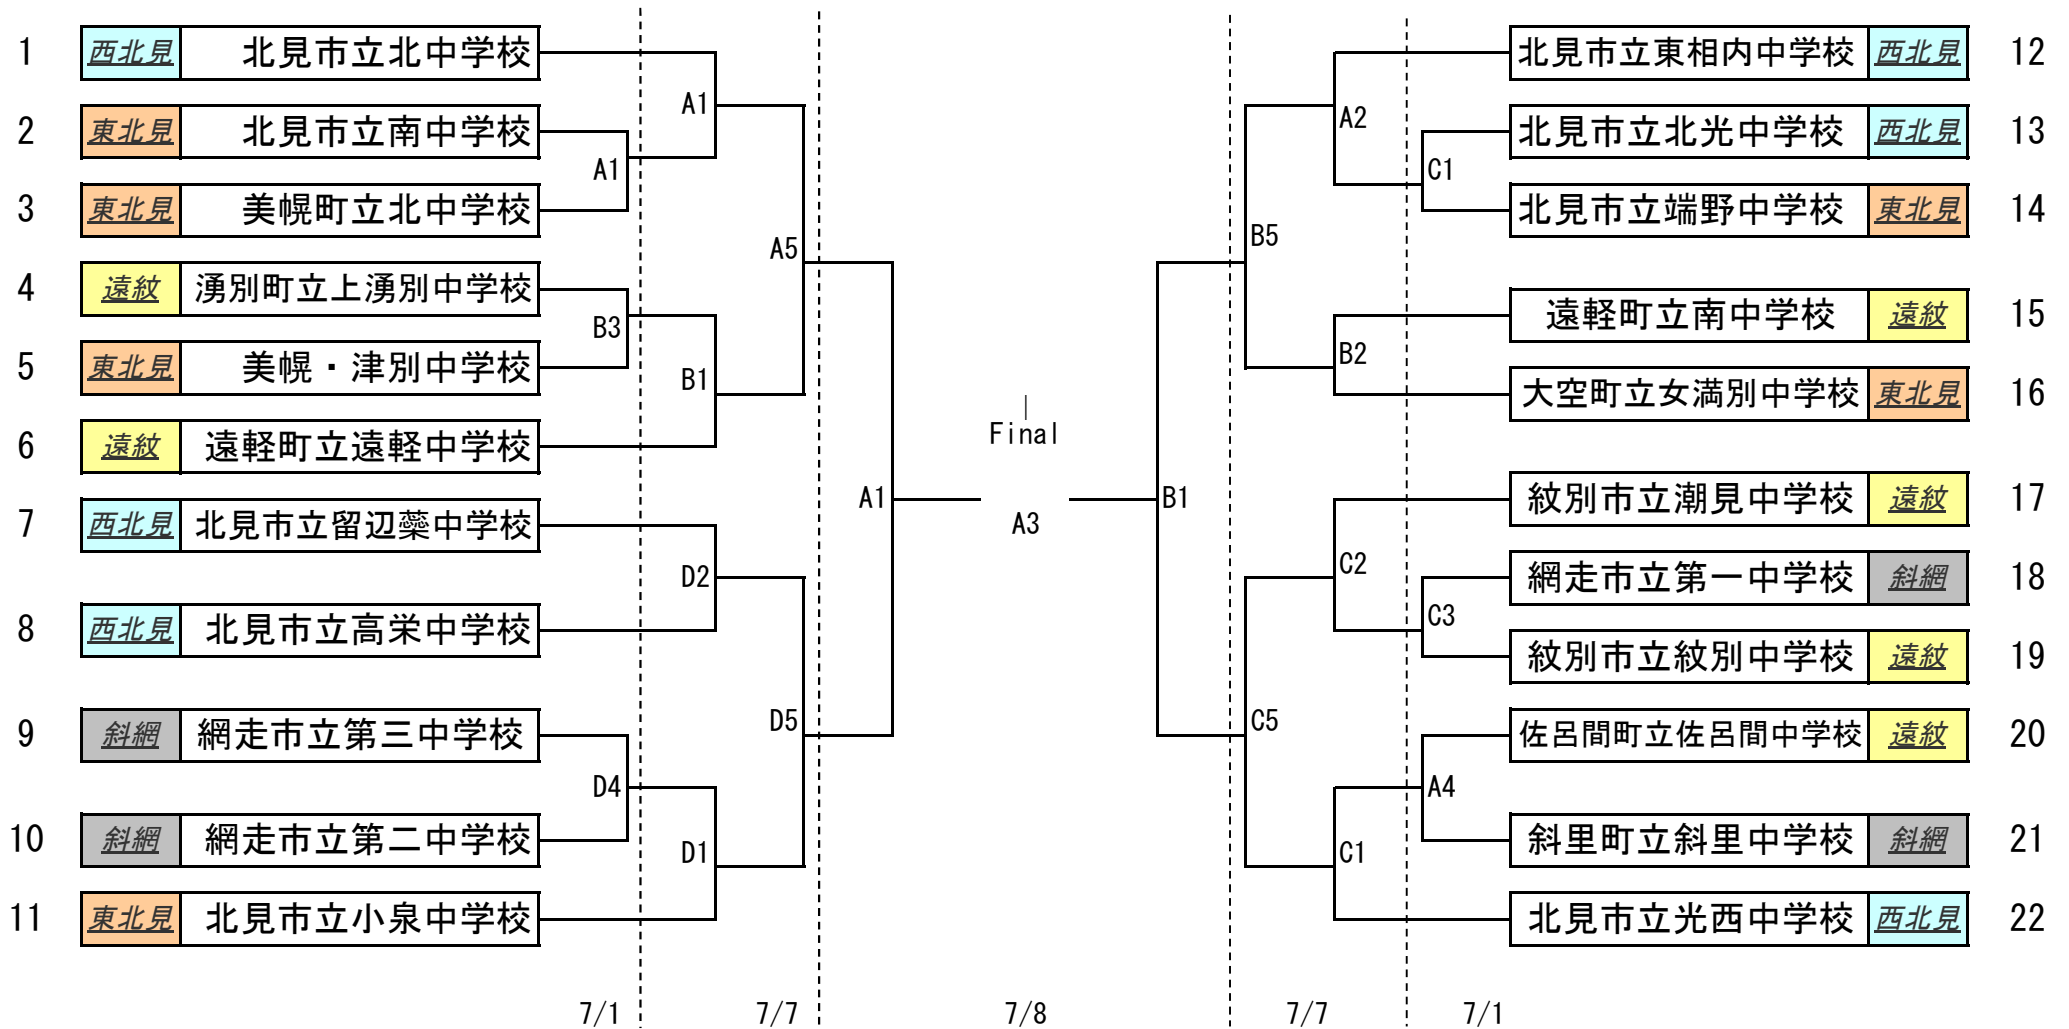 1 西北見 北見市立北中学校
2 東北見 北見市立南中学校
3 東北見 美幌町立北中学校
4 遠紋 湧別町立上湧別中学校
5 東北見 美幌・津別中学校
6 遠紋 遠軽町立遠軽中学校
7 西北見 北見市立留辺蘂中学校
8 西北見 北見市立高栄中学校
9 斜網 網走市立第三中学校
10 斜網 網走市立第二中学校
11 東北見 北見市立小泉中学校
A1
A1
B3
B1
A5
D2
D4
D1
D5
A1
Final
A3
B1
B5
C5
A2
B2
C2
C1
C1
C3
A4
北見市立東相内中学校 西北見 12
北見市立北光中学校 西北見 13
北見市立端野中学校 東北見 14
遠軽町立南中学校 遠紋 15
大空町立女満別中学校 東北見 16
紋別市立潮見中学校 遠紋 17
網走市立第一中学校 斜網 18
紋別市立紋別中学校 遠紋 19
佐呂間町立佐呂間中学校 遠紋 20
斜里町立斜里中学校 斜網 21
北見市立光西中学校 西北見 22
7/1 7/7 7/8 7/7 7/1